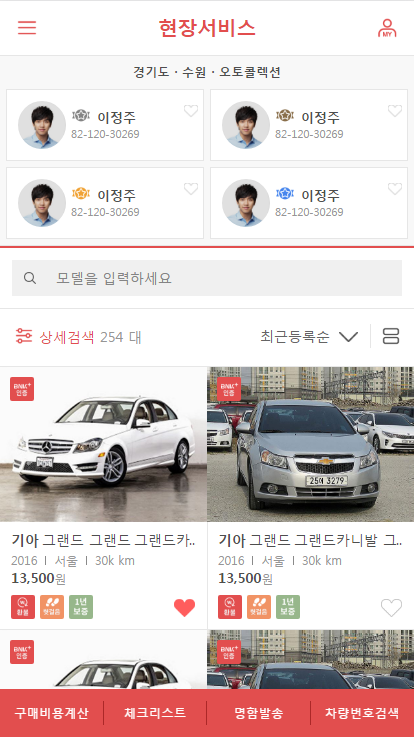 현장서비스
MY
경기도 · 수원 · 오토콜렉션
이정주
82-120-30269
이정주
82-120-30269
이정주
82-120-30269
이정주
82-120-30269
모델을 입력하세요
상세검색 254 대
최근등록순
BNK+
인증
BNK+
인증
25어 3279
기아 그랜드 그랜드 그랜드카..
2016 | 서울 | 30k km
13,500원
환불
헛걸음
1년
보증
기아 그랜드 그랜드카니발 그..
2016 | 서울 | 30k km
13,500원
환불
헛걸음
1년
보증
BNK+
인증
BNK+
인증
구매비용계산
체크리스트
명함발송
차량번호검색